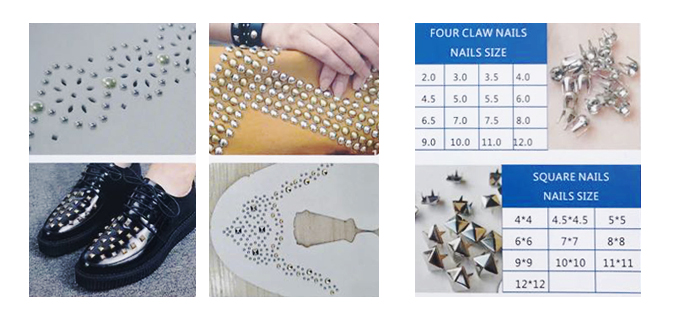 FOUR CLAW NAILS
NAILS SIZE
2.0 3.0 3.5 4.0
4.5 5.0 5.5 6.0
6.5 7.0 7.5 8.0
9.0 10.0 11.0 12.0
SQUARE NAILS
NAILS SIZE
4*4 4.5*4.5 5*5
6*6 7*7 8*8
9*9 10*10 11*11
12*12